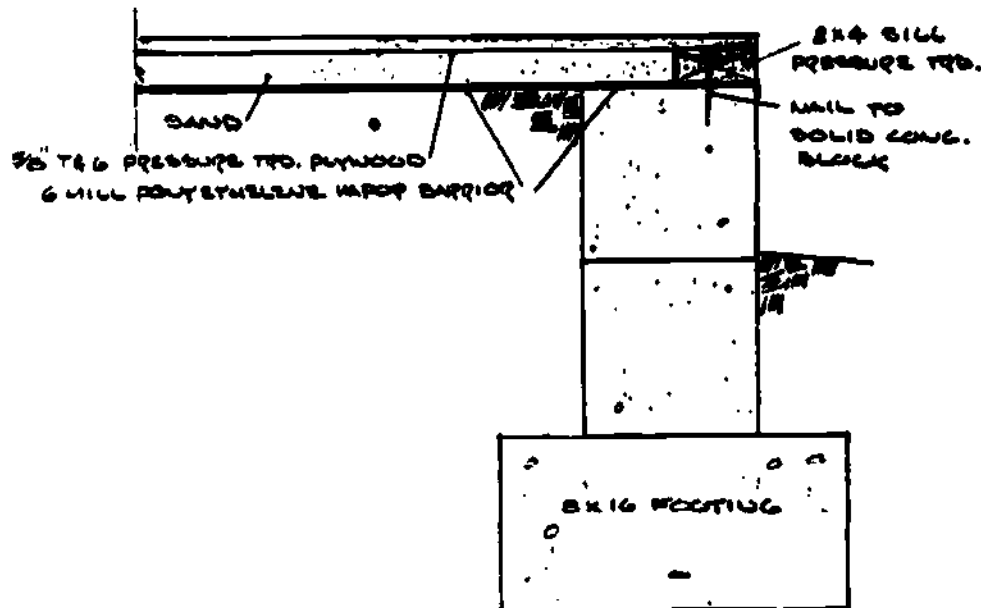 2X4 SILL
PRESSURE TRD.
NAIL TO
SOLID CONC.
BLOCK
SAND
5/8" T&G PRESSURE TRD. PLYWOOD
6 MILL POLYETHELENE VAPOR BARRIER
8X16 FOOTING